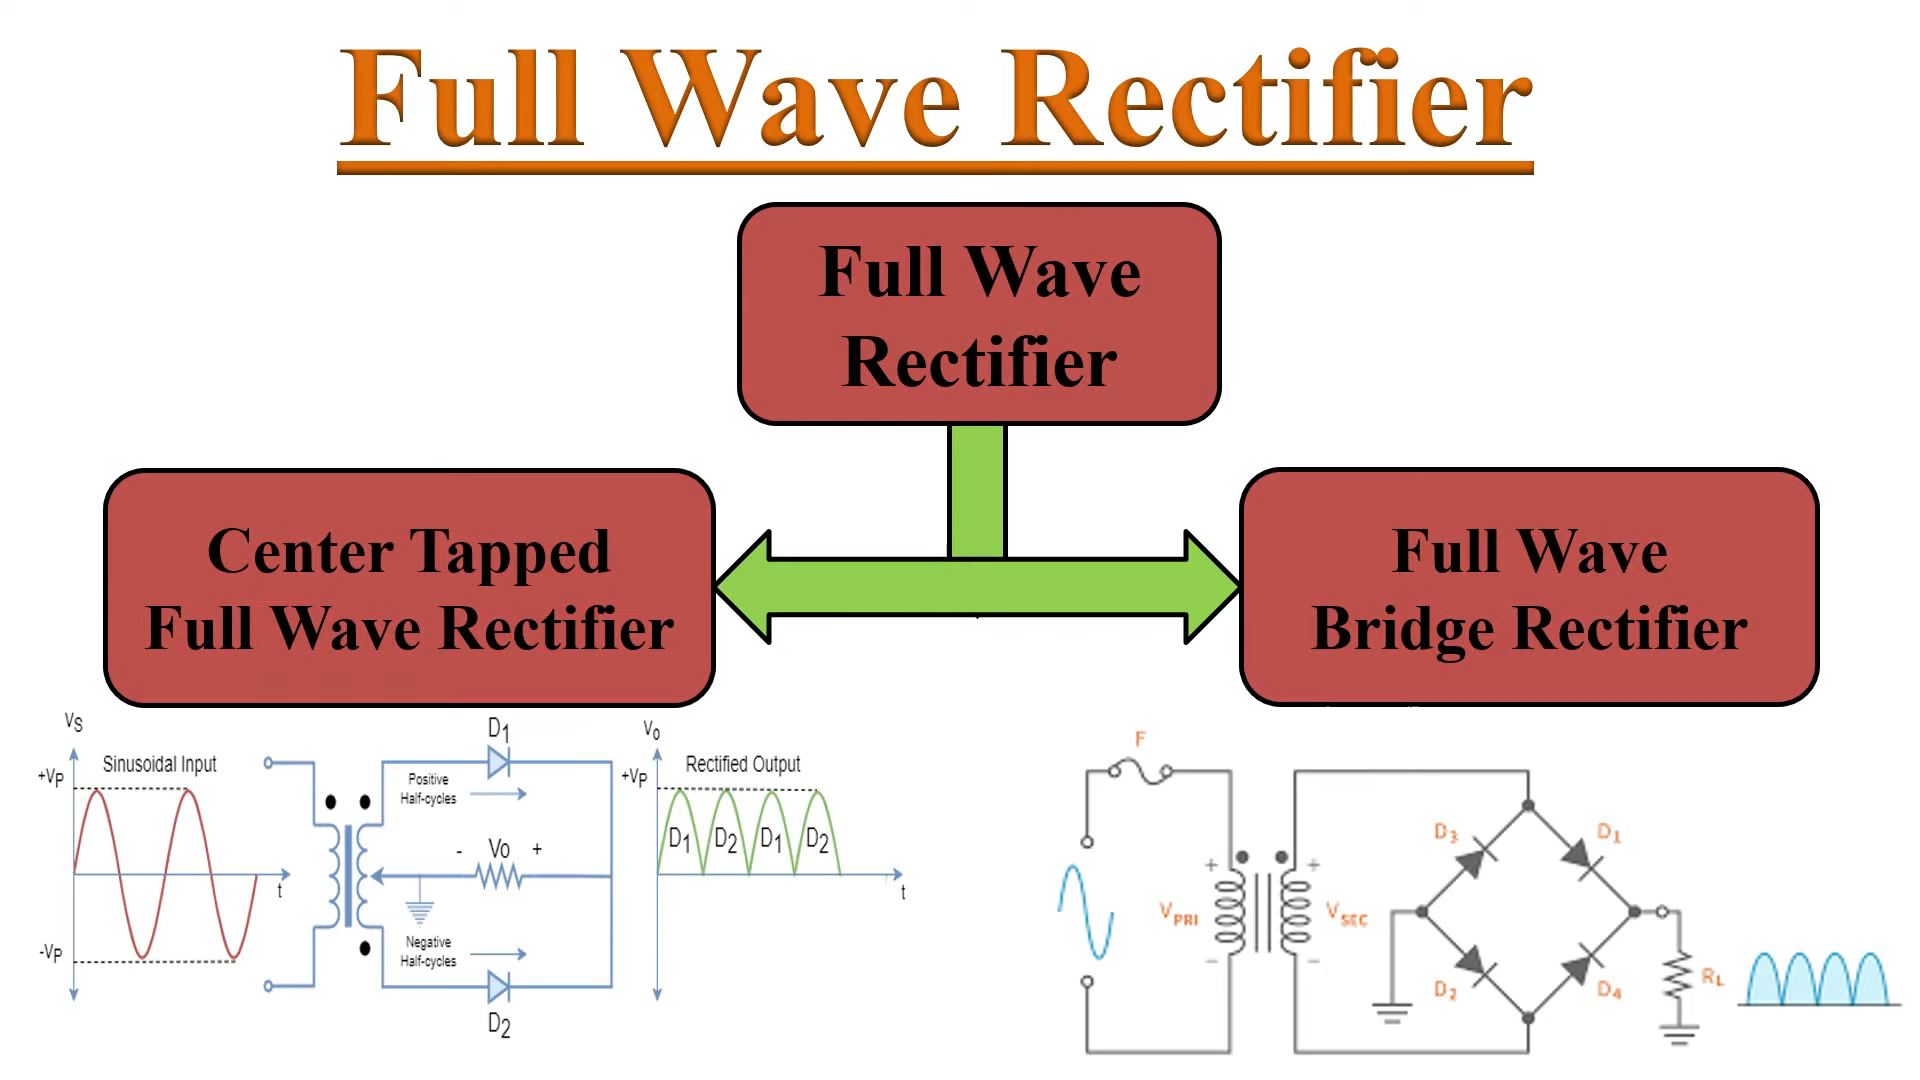 Full Wave Rectifier
Full Wave
Rectifier
Center Tapped
Full Wave Rectifier
Full Wave
Bridge Rectifier
VS
+VP
Sinusoidal Input
t
-VP
D1
Positive
Half-cycles
- Vo +
Negative
Half-cycles
D2
Vo
+VP
Rectified Output
D1 D2 D1 D2
t
F
+ +
VPRI
VSEC
- -
D3
D1
D2
D4
RL